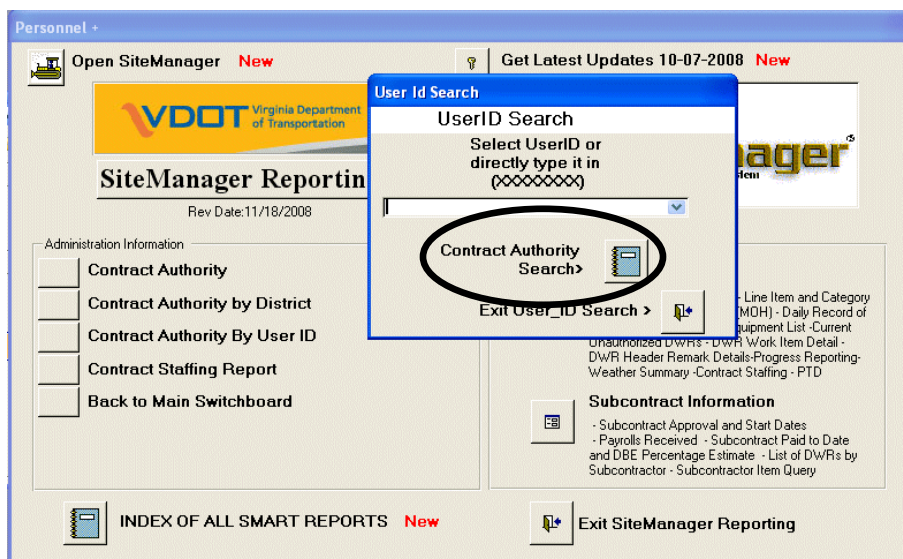 Personnel +
Open SiteManager New
Get Latest Updates 10-07-2008 New
VDOT Virginia Department
of Transportation
SiteManager Reportin
Rev Date:11/18/2008
ager
User Id Search
UserID Search
Select UserID or
directly type it in
(XXXXXXXXX)
Contract Authority
Search>
Exit User_ID Search >
Administration Information
Contract Authority
Contract Authority by District
Contract Authority By User ID
Contract Staffing Report
Back to Main Switchboard
- Line Item and Category
(MOH) - Daily Record of
quipment List -Current
Unauthorized DWRs - DWR Work Item Detail -
DWR Header Remark Details-Progress Reporting-
Weather Summary -Contract Staffing - PTD
Subcontract Information
- Subcontract Approval and Start Dates
- Payrolls Received - Subcontract Paid to Date
and DBE Percentage Estimate - List of DWRs by
Subcontractor - Subcontractor Item Query
INDEX OF ALL SMART REPORTS New
Exit SiteManager Reporting